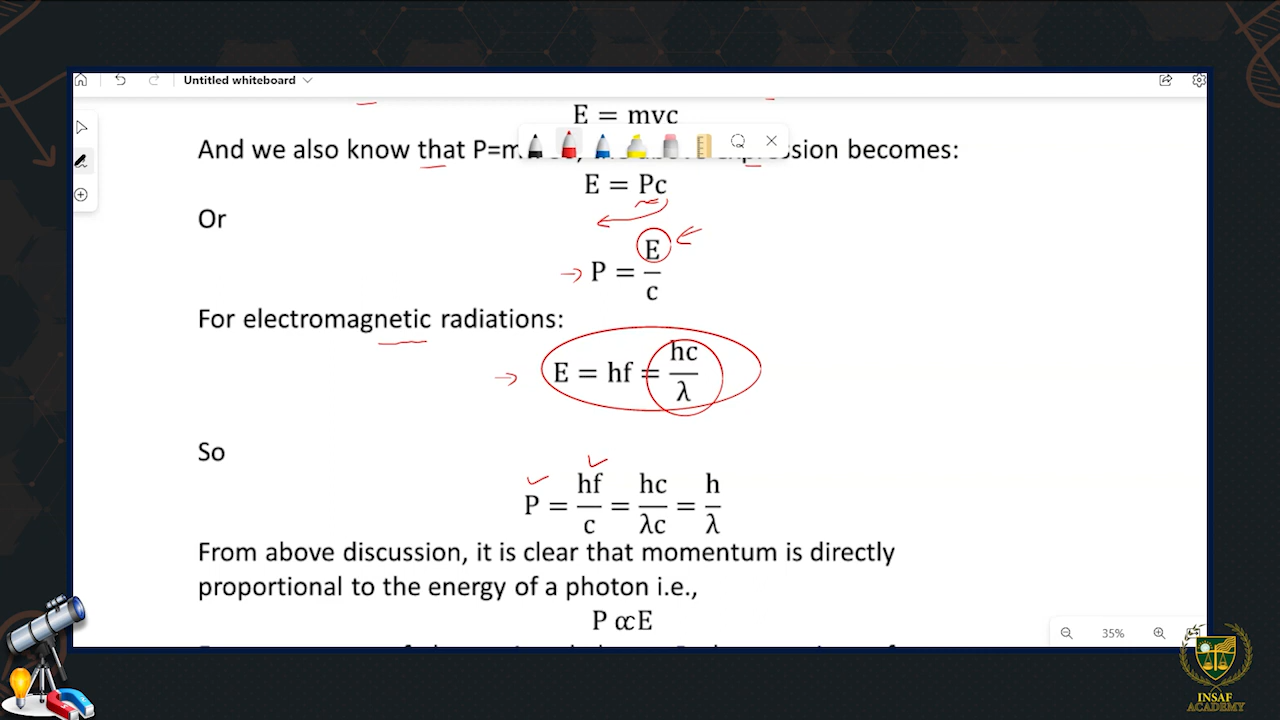 Untitled whiteboard
E = mvc
And we also know that P=m expression becomes:
E = Pc
Or
P = E/c
For electromagnetic radiations:
E = hf = hc/λ
So
P = hf/c = hc/λc = h/λ
From above discussion, it is clear that momentum is directly
proportional to the energy of a photon i.e.,
P ∝E
35%
INSAF
ACADEMY